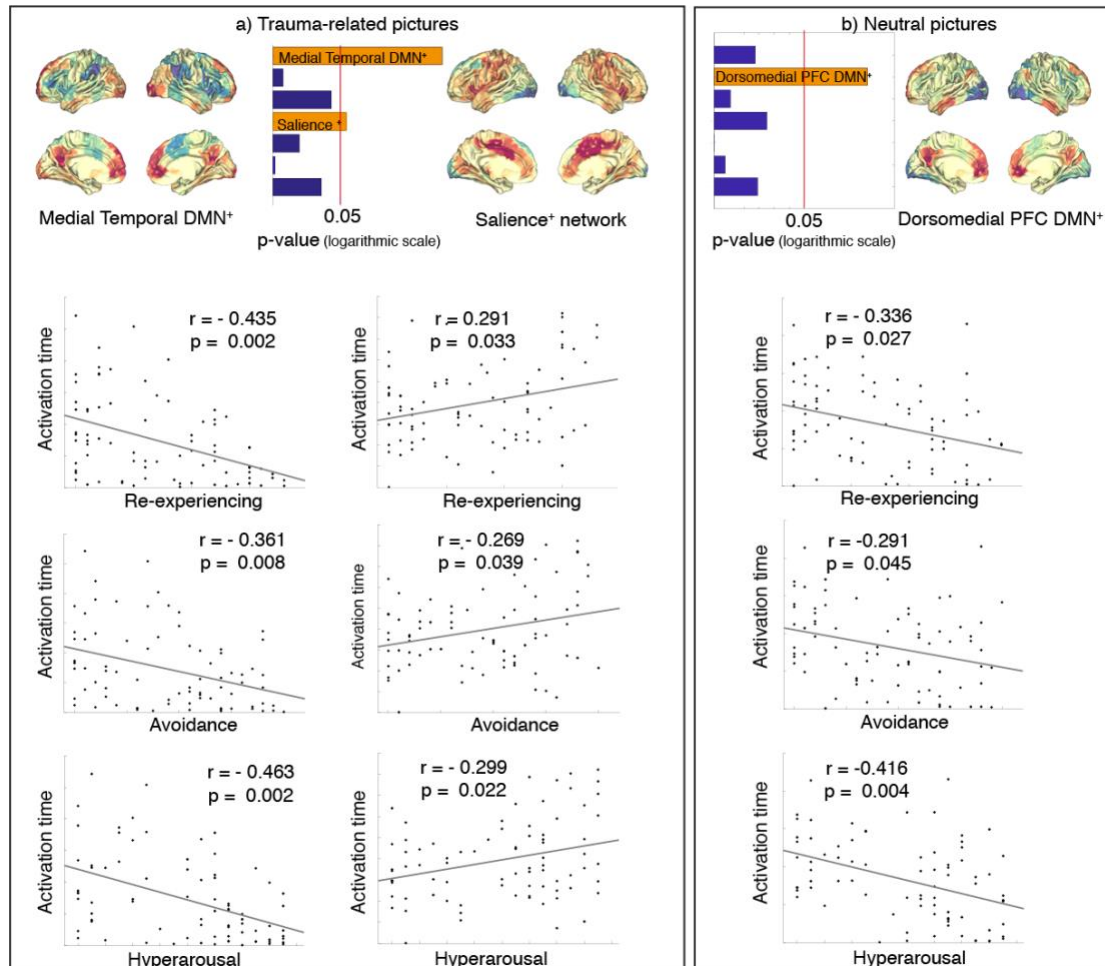 a) Trauma-related pictures
Medial Temporal DMN⁺
Salience ⁺
0.05
p-value (logarithmic scale)
Medial Temporal DMN⁺
Salience⁺ network
b) Neutral pictures
Dorsomedial PFC DMN⁺
0.05
p-value (logarithmic scale)
Dorsomedial PFC DMN⁺
Activation time
r = - 0.435
p = 0.002
Re-experiencing
Activation time
r = 0.291
p = 0.033
Re-experiencing
Activation time
r = - 0.336
p = 0.027
Re-experiencing
Activation time
r = - 0.361
p = 0.008
Avoidance
Activation time
r = - 0.269
p = 0.039
Avoidance
Activation time
r = -0.291
p = 0.045
Avoidance
Activation time
r = - 0.463
p = 0.002
Hyperarousal
Activation time
r = - 0.299
p = 0.022
Hyperarousal
Activation time
r = -0.416
p = 0.004
Hyperarousal